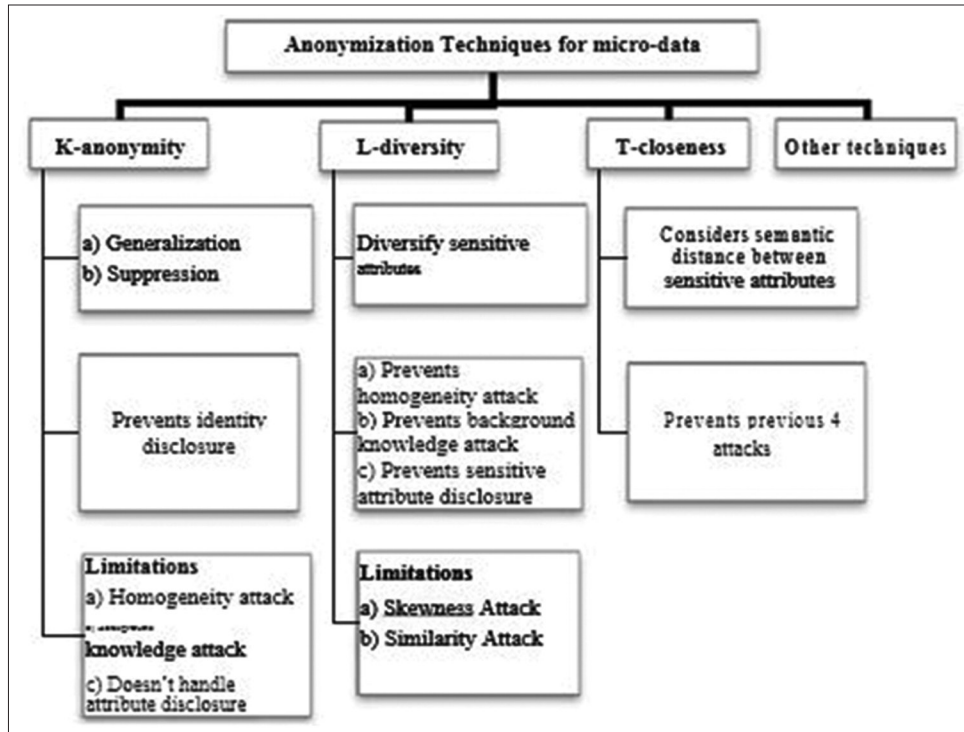 Anonymization Techniques for micro-data
K-anonymity
L-diversity
T-closeness
Other techniques
a) Generalization
b) Suppression
Diversify sensitive
attributes
Considers semantic
distance between
sensitive attributes
Prevents identity
disclosure
a) Prevents
homogeneity attack
b) Prevents background
knowledge attack
c) Prevents sensitive
attribute disclosure
Prevents previous 4
attacks
Limitations
a) Homogeneity attack
knowledge attack
c) Doesn't handle
attribute disclosure
Limitations
a) Skewness Attack
b) Similarity Attack